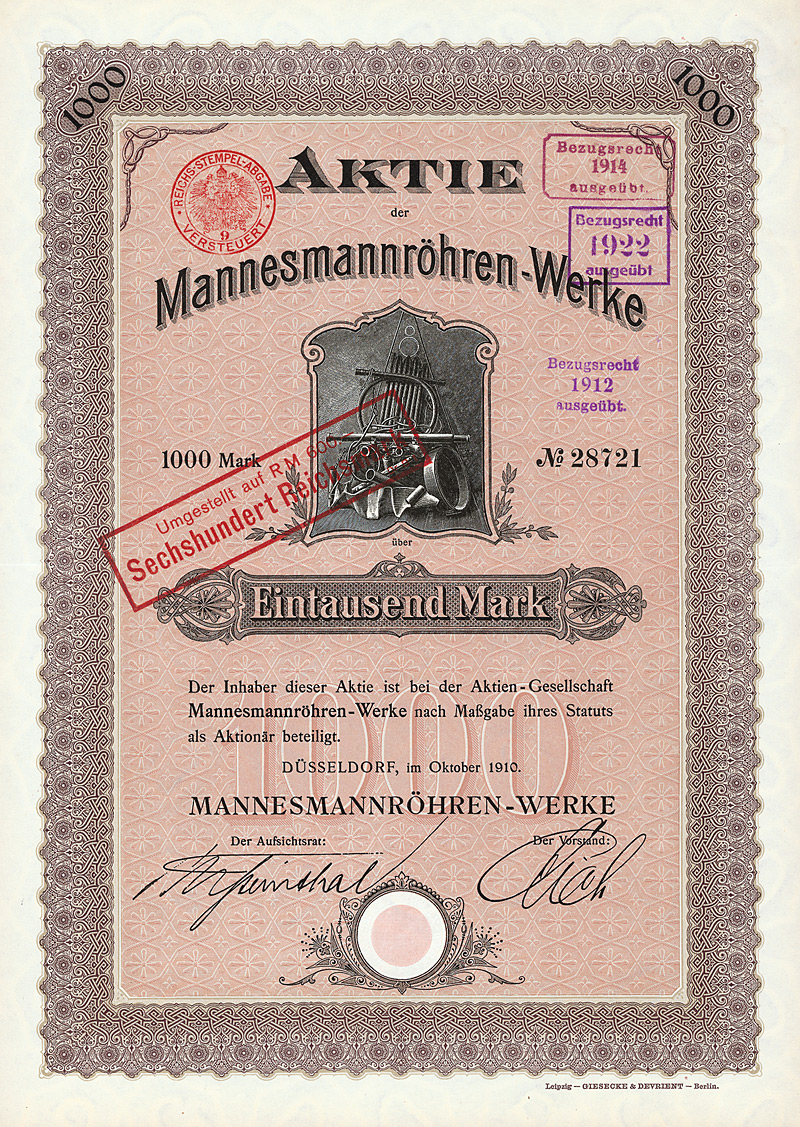 1000
1000
REICHS-STEMPEL-ABGABE
9
VERSTEUERT
AKTIE
der
Mannesmannröhren-Werke
Bezugsrecht
1914
ausgeübt.
Bezugsrecht
1922
ausgeübt
Bezugsrecht
1912
ausgeübt.
1000 Mark
№ 28721
Umgestellt auf RM 600
Sechshundert Reichsmark
über
Eintausend Mark
Der Inhaber dieser Aktie ist bei der Aktien-Gesellschaft
Mannesmannröhren-Werke nach Maßgabe ihres Statuts
als Aktionär beteiligt.
1000
DÜSSELDORF, im Oktober 1910.
MANNESMANNRÖHREN-WERKE
Der Aufsichtsrat:
Der Vorstand:
Leipzig – GIESECKE & DEVRIENT – Berlin.